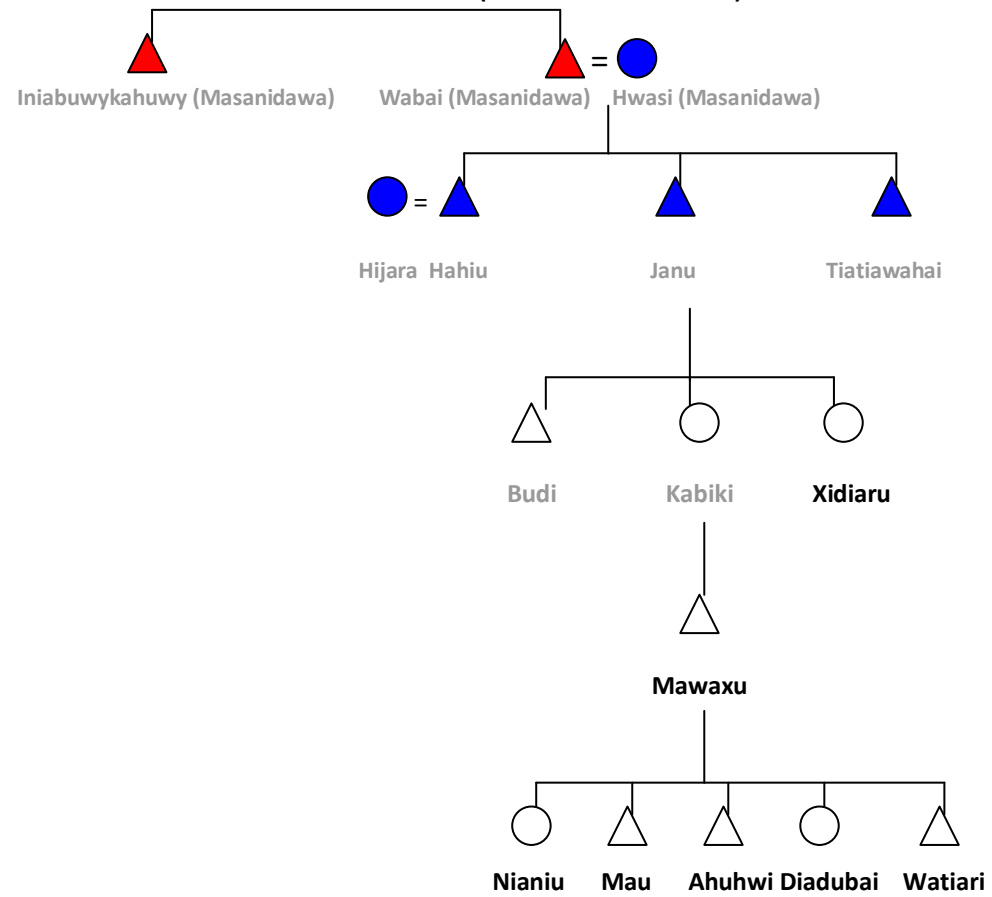 Iniabuwykahuwy (Masanidawa) Wabai (Masanidawa) = Hwasi (Masanidawa)
=
Hijara Hahiu Janu Tiatiawahai
Budi Kabiki Xidiaru
Mawaxu
Nianiu Mau Ahuhwi Diadubai Watiari